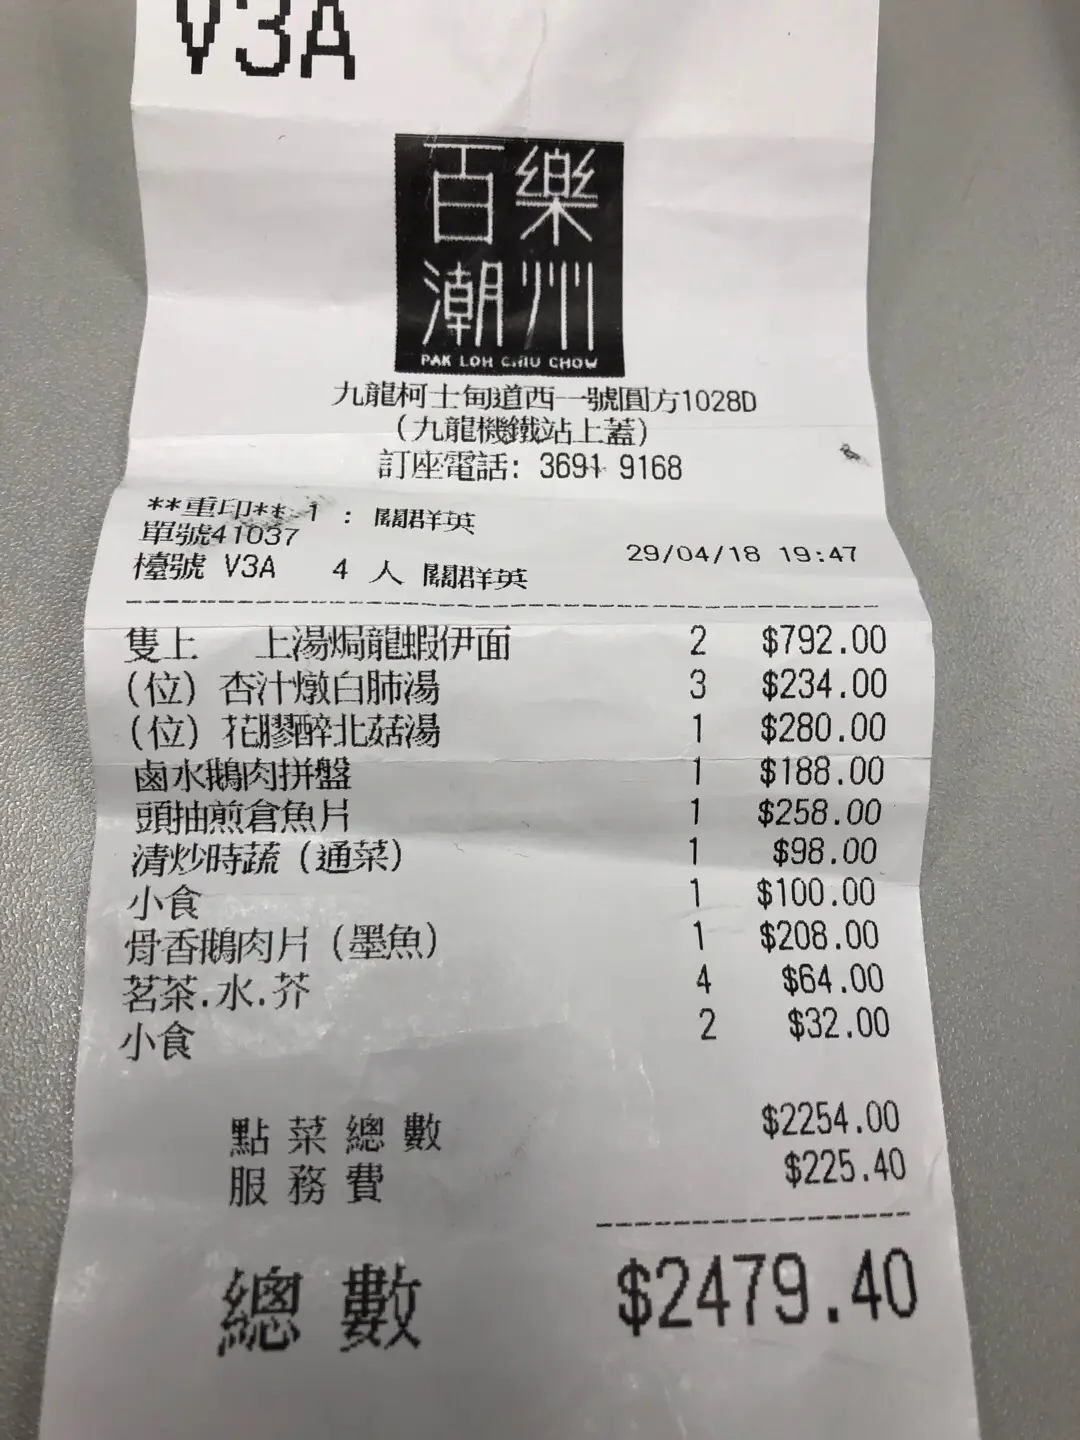 V3A
百樂
潮州
PAK LOH CHIU CHOW
九龍柯士甸道西一號圓方1028D
(九龍機鐵站上蓋)
訂座電話: 3691 9168
**重印** 1 : 關群英
單號41037
29/04/18 19:47
檯號 V3A 4 人 關群英
隻上 上湯焗龍蝦伊面 2 $792.00
(位) 杏汁燉白肺湯 3 $234.00
(位) 花膠醉北菇湯 1 $280.00
鹵水鵝肉拼盤 1 $188.00
頭抽煎倉魚片 1 $258.00
清炒時蔬 (通菜) 1 $98.00
小食 1 $100.00
骨香鵝肉片 (墨魚) 1 $208.00
茗茶.水.芥 4 $64.00
小食 2 $32.00
點菜總數 $2254.00
服務費 $225.40
總數 $2479.40